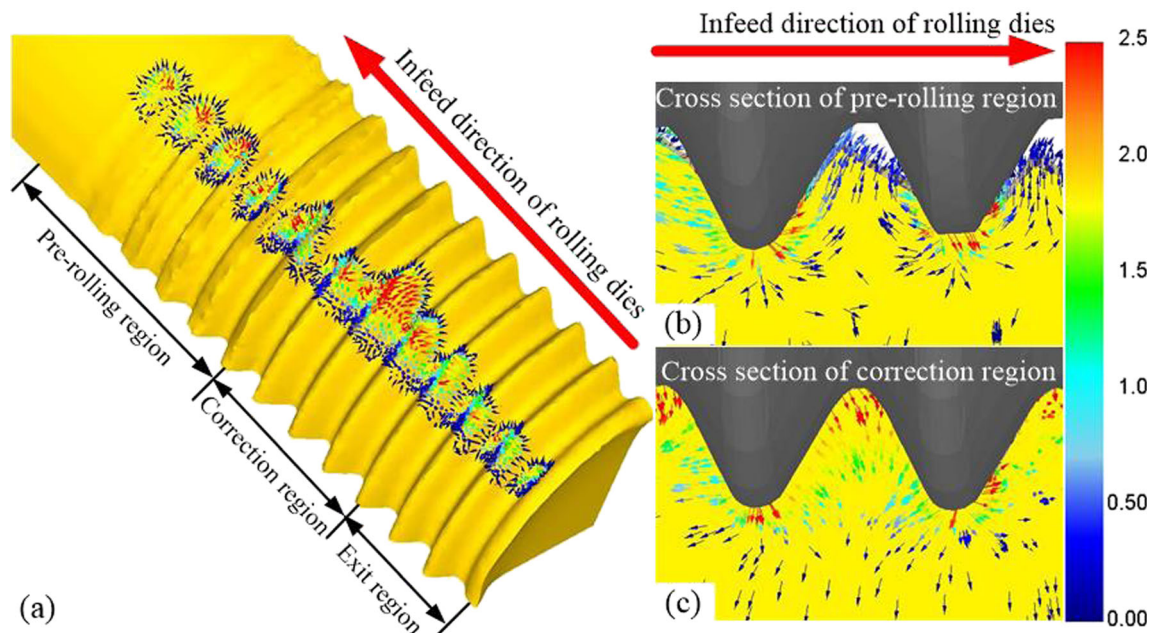 Infeed direction of rolling dies
Pre-rolling region
Correction region
Exit region
(a)
Infeed direction of rolling dies
Cross section of pre-rolling region
(b)
Cross section of correction region
(c)
2.5
2.0
1.5
1.0
0.50
0.00